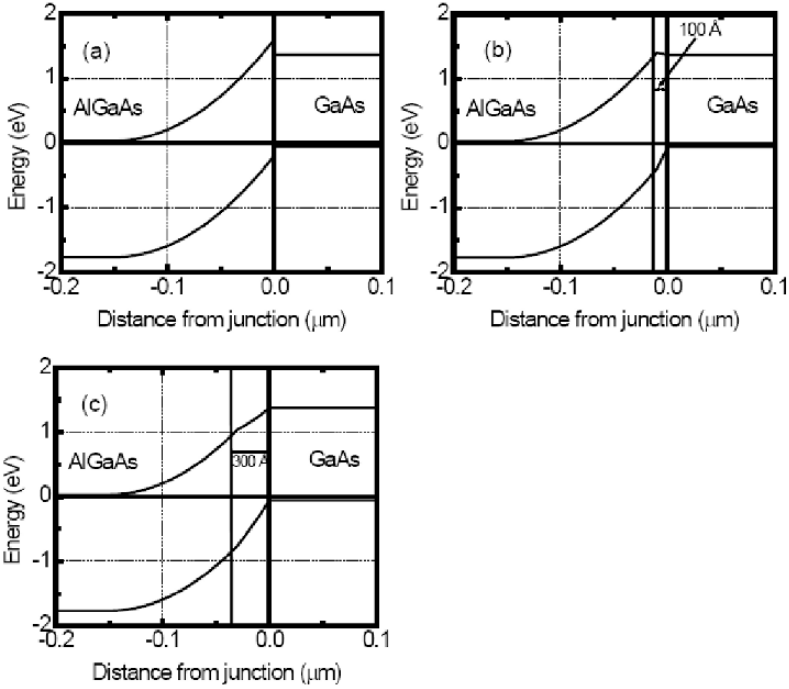 2
(a)
(b)
100 Å
1
AlGaAs
GaAs
AlGaAs
GaAs
0
-1
-2
-0.2
-0.1
0.0
0.1
Energy (eV)
Distance from junction (μm)
2
1
0
-1
-2
-0.2
-0.1
0.0
0.1
Energy (eV)
Distance from junction (μm)
2
(c)
1
AlGaAs
300 Å
GaAs
0
-1
-2
-0.2
-0.1
0.0
0.1
Energy (eV)
Distance from junction (μm)